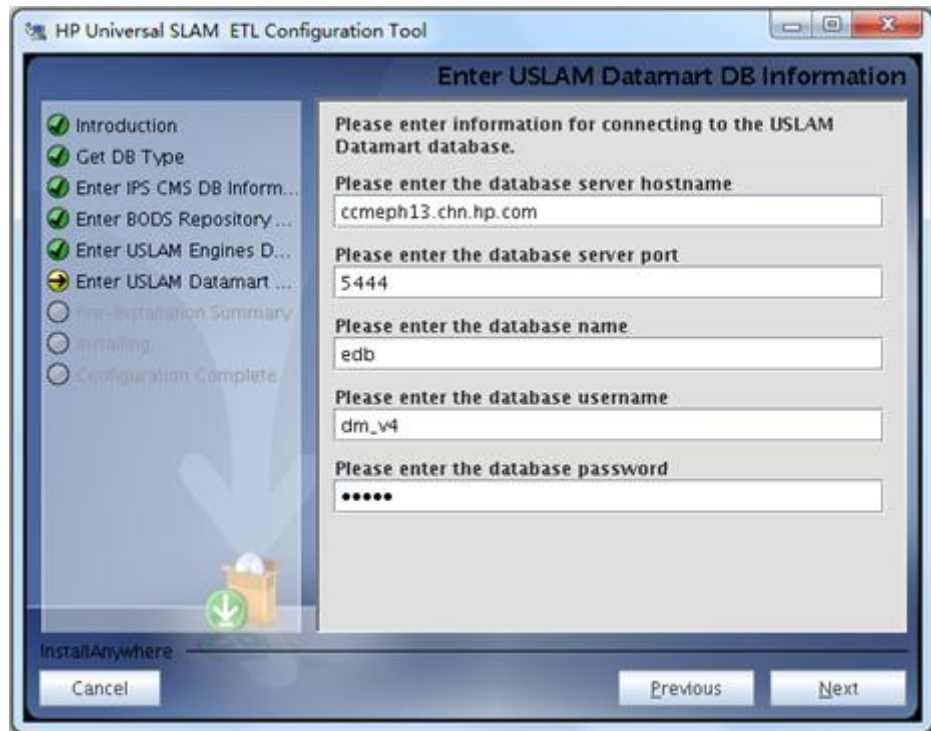 HP Universal SLAM ETL Configuration Tool
Enter USLAM Datamart DB Information
Introduction
Get DB Type
Enter IPS CMS DB Inform...
Enter BODS Repository ...
Enter USLAM Engines D...
Enter USLAM Datamart ...
Pre-Installation Summary
Installing...
Configuration Complete
Please enter information for connecting to the USLAM
Datamart database.
Please enter the database server hostname
ccmeph13.chn.hp.com
Please enter the database server port
5444
Please enter the database name
edb
Please enter the database username
dm_v4
Please enter the database password
•••••
InstallAnywhere
Cancel
Previous
Next